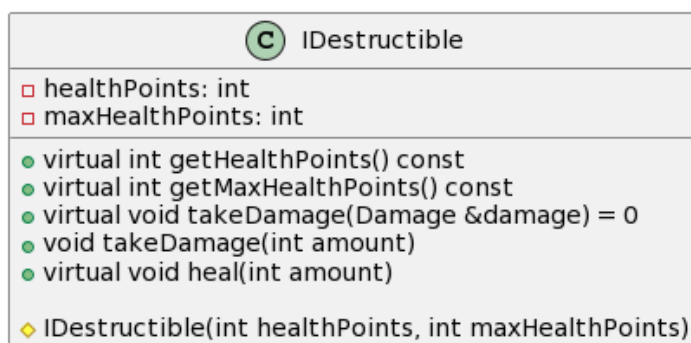 C IDestructible
healthPoints: int
maxHealthPoints: int
virtual int getHealthPoints() const
virtual int getMaxHealthPoints() const
virtual void takeDamage(Damage &damage) = 0
void takeDamage(int amount)
virtual void heal(int amount)
IDestructible(int healthPoints, int maxHealthPoints)